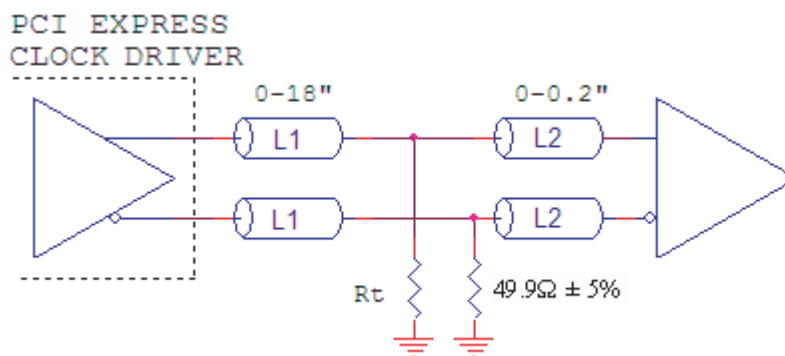 PCI EXPRESS
CLOCK DRIVER
0-18"
0-0.2"
L1
L2
L1
L2
Rt
49.9Ω ± 5%